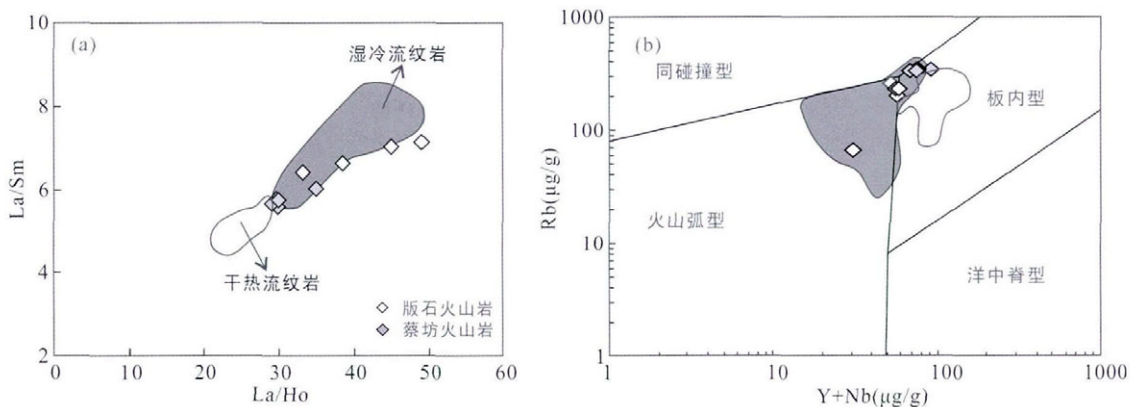 (a)
湿冷流纹岩
干热流纹岩
版石火山岩
蔡坊火山岩
La/Sm
10
8
6
4
2
0
10
20
30
40
50
60
La/Ho
(b)
同碰撞型
板内型
火山弧型
洋中脊型
Rb(μg/g)
1000
100
10
1
1
10
100
1000
Y+Nb(μg/g)